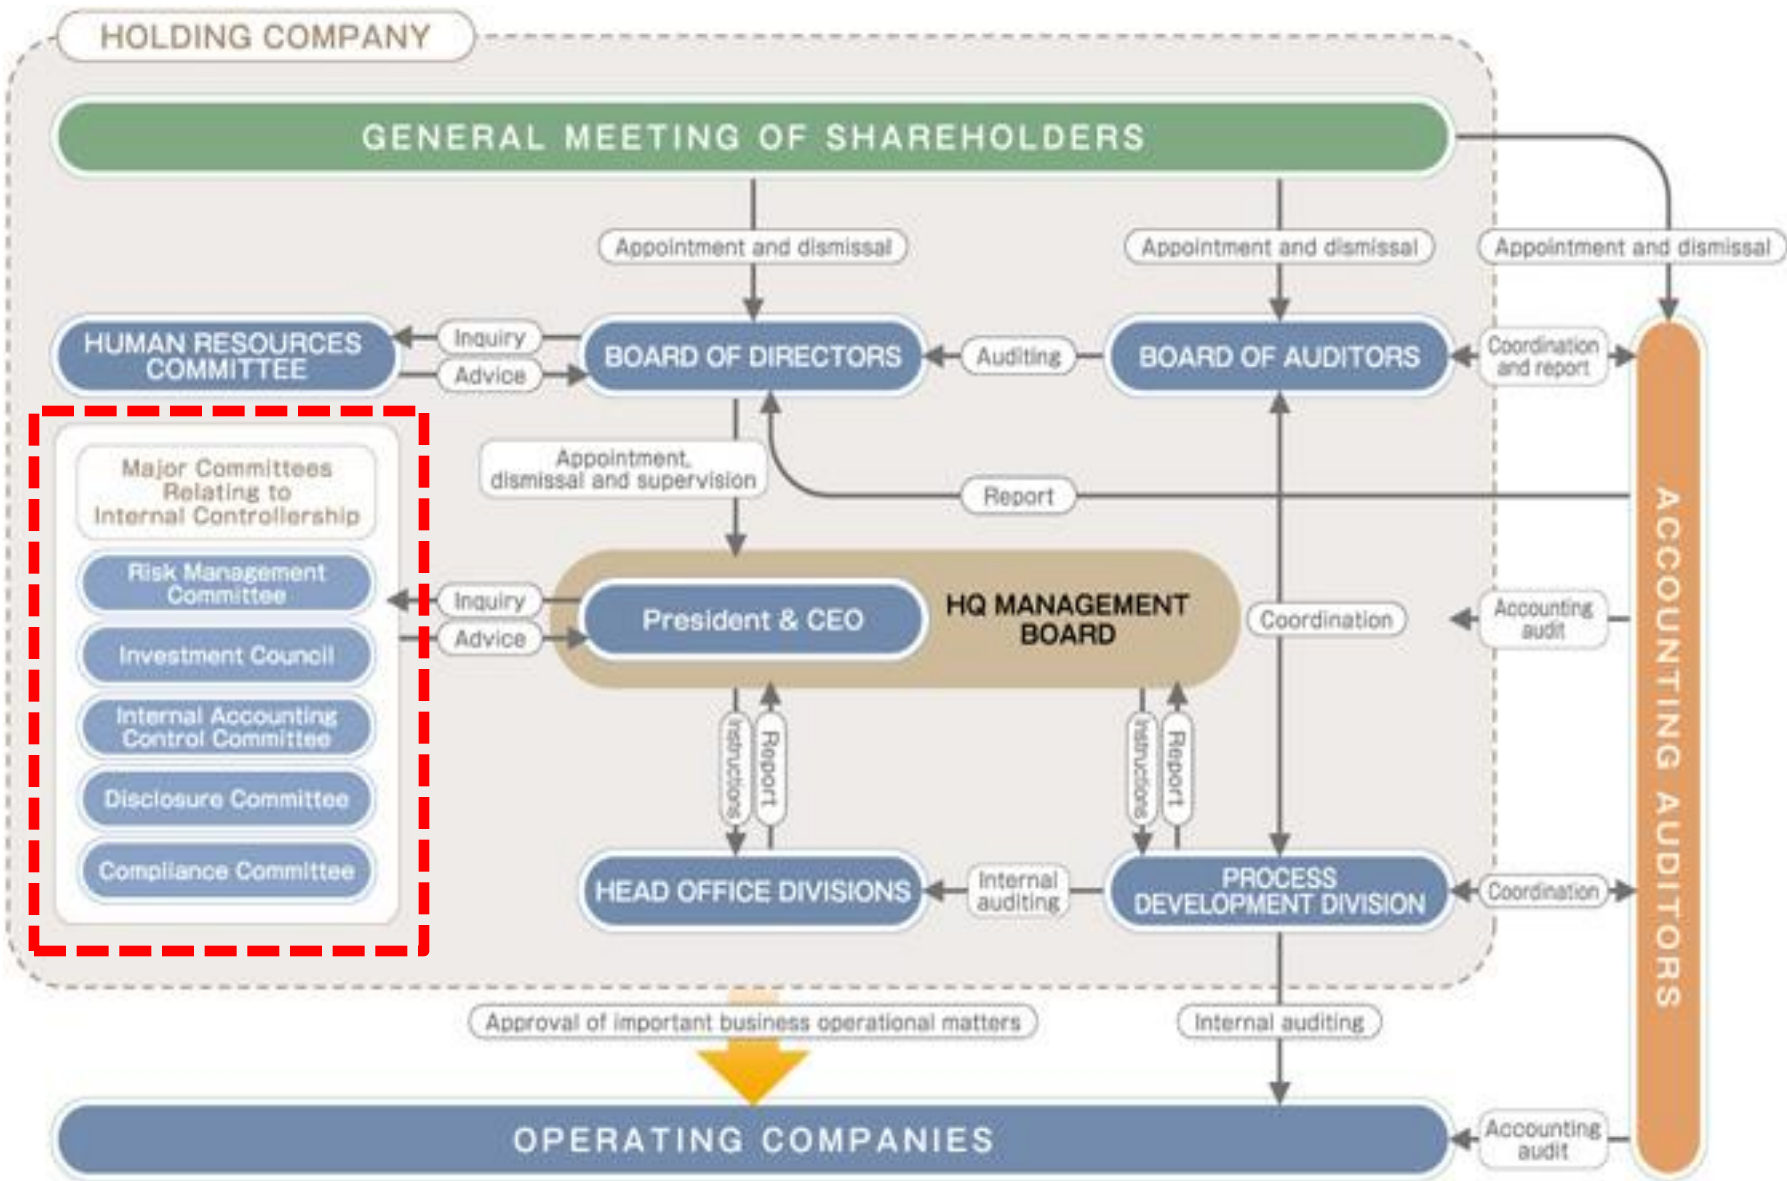 HOLDING COMPANY
GENERAL MEETING OF SHAREHOLDERS
Appointment and dismissal
Appointment and dismissal
Appointment and dismissal
HUMAN RESOURCES
COMMITTEE
Inquiry
Advice
BOARD OF DIRECTORS
Auditing
BOARD OF AUDITORS
Coordination
and report
Major Committees
Relating to
Internal Controllership
Appointment,
dismissal and supervision
Report
Risk Management
Committee
Investment Council
Internal Accounting
Control Committee
Disclosure Committee
Compliance Committee
Inquiry
Advice
President & CEO
HQ MANAGEMENT
BOARD
Coordination
Accounting
audit
ACCOUNTING AUDITORS
Instructions
Report
Instructions
Report
HEAD OFFICE DIVISIONS
Internal
auditing
PROCESS
DEVELOPMENT DIVISION
Coordination
Approval of important business operational matters
Internal auditing
OPERATING COMPANIES
Accounting
audit